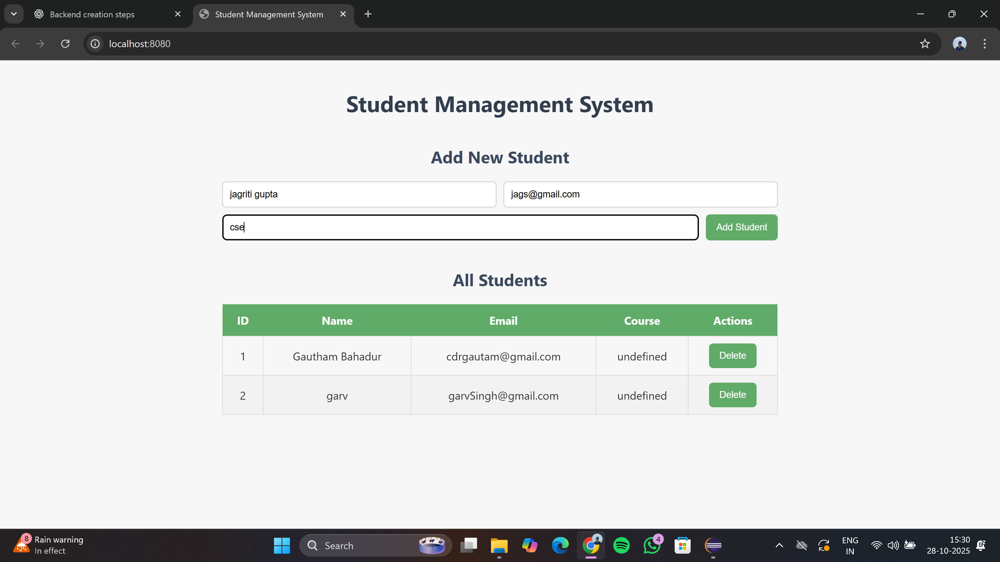 Backend creation steps
Student Management System
localhost:8080
Student Management System
Add New Student
jagriti gupta
jags@gmail.com
cse
Add Student
All Students
ID Name Email Course Actions
1 Gautham Bahadur cdrgautam@gmail.com undefined Delete
2 garv garvSingh@gmail.com undefined Delete
8
Rain warning
In effect
Search
4
ENG
IN
15:30
28-10-2025